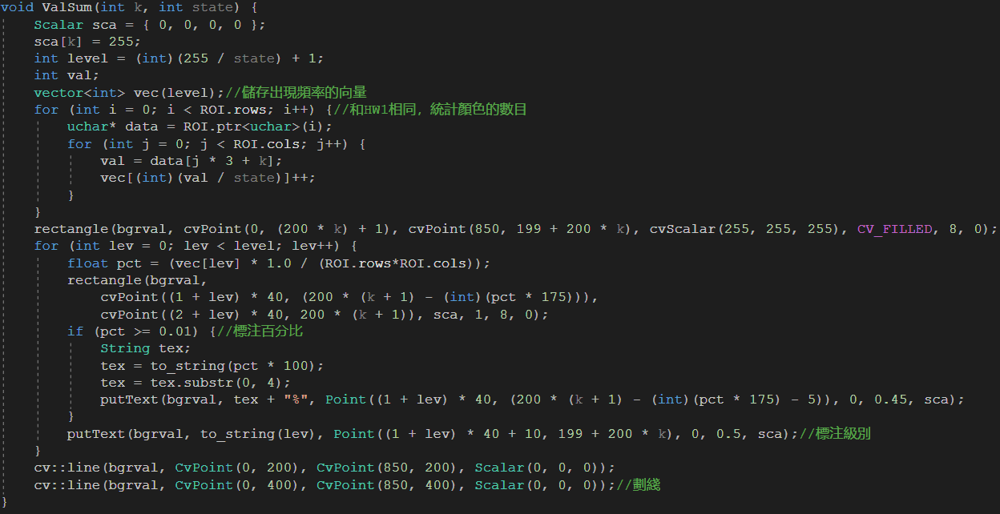 void ValSum(int k, int state) {
    Scalar sca = { 0, 0, 0, 0 };
    sca[k] = 255;
    int level = (int)(255 / state) + 1;
    int val;
    vector<int> vec(level);//儲存出現頻率的向量
    for (int i = 0; i < ROI.rows; i++) {//和HW1相同, 統計顏色的數目
        uchar* data = ROI.ptr<uchar>(i);
        for (int j = 0; j < ROI.cols; j++) {
            val = data[j * 3 + k];
            vec[(int)(val / state)]++;
        }
    }
    rectangle(bgrval, cvPoint(0, (200 * k) + 1), cvPoint(850, 199 + 200 * k), cvScalar(255, 255, 255), CV_FILLED, 8, 0);
    for (int lev = 0; lev < level; lev++) {
        float pct = (vec[lev] * 1.0 / (ROI.rows*ROI.cols));
        rectangle(bgrval,
            cvPoint((1 + lev) * 40, (200 * (k + 1) - (int)(pct * 175))),
            cvPoint((2 + lev) * 40, 200 * (k + 1)), sca, 1, 8, 0);
        if (pct >= 0.01) {//標注百分比
            String tex;
            tex = to_string(pct * 100);
            tex = tex.substr(0, 4);
            putText(bgrval, tex + "%", Point((1 + lev) * 40, (200 * (k + 1) - (int)(pct * 175) - 5)), 0, 0.45, sca);
        }
        putText(bgrval, to_string(lev), Point((1 + lev) * 40 + 10, 199 + 200 * k), 0, 0.5, sca);//標注級別
    }
    cv::line(bgrval, CvPoint(0, 200), CvPoint(850, 200), Scalar(0, 0, 0));
    cv::line(bgrval, CvPoint(0, 400), CvPoint(850, 400), Scalar(0, 0, 0));//劃綫
}